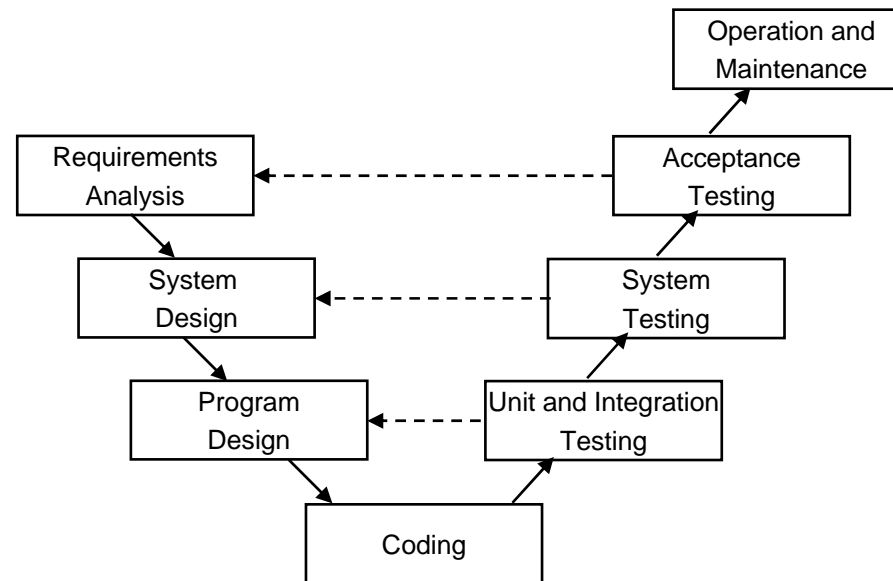 Operation and
Maintenance
Requirements
Analysis
Acceptance
Testing
System
Design
System
Testing
Program
Design
Unit and Integration
Testing
Coding